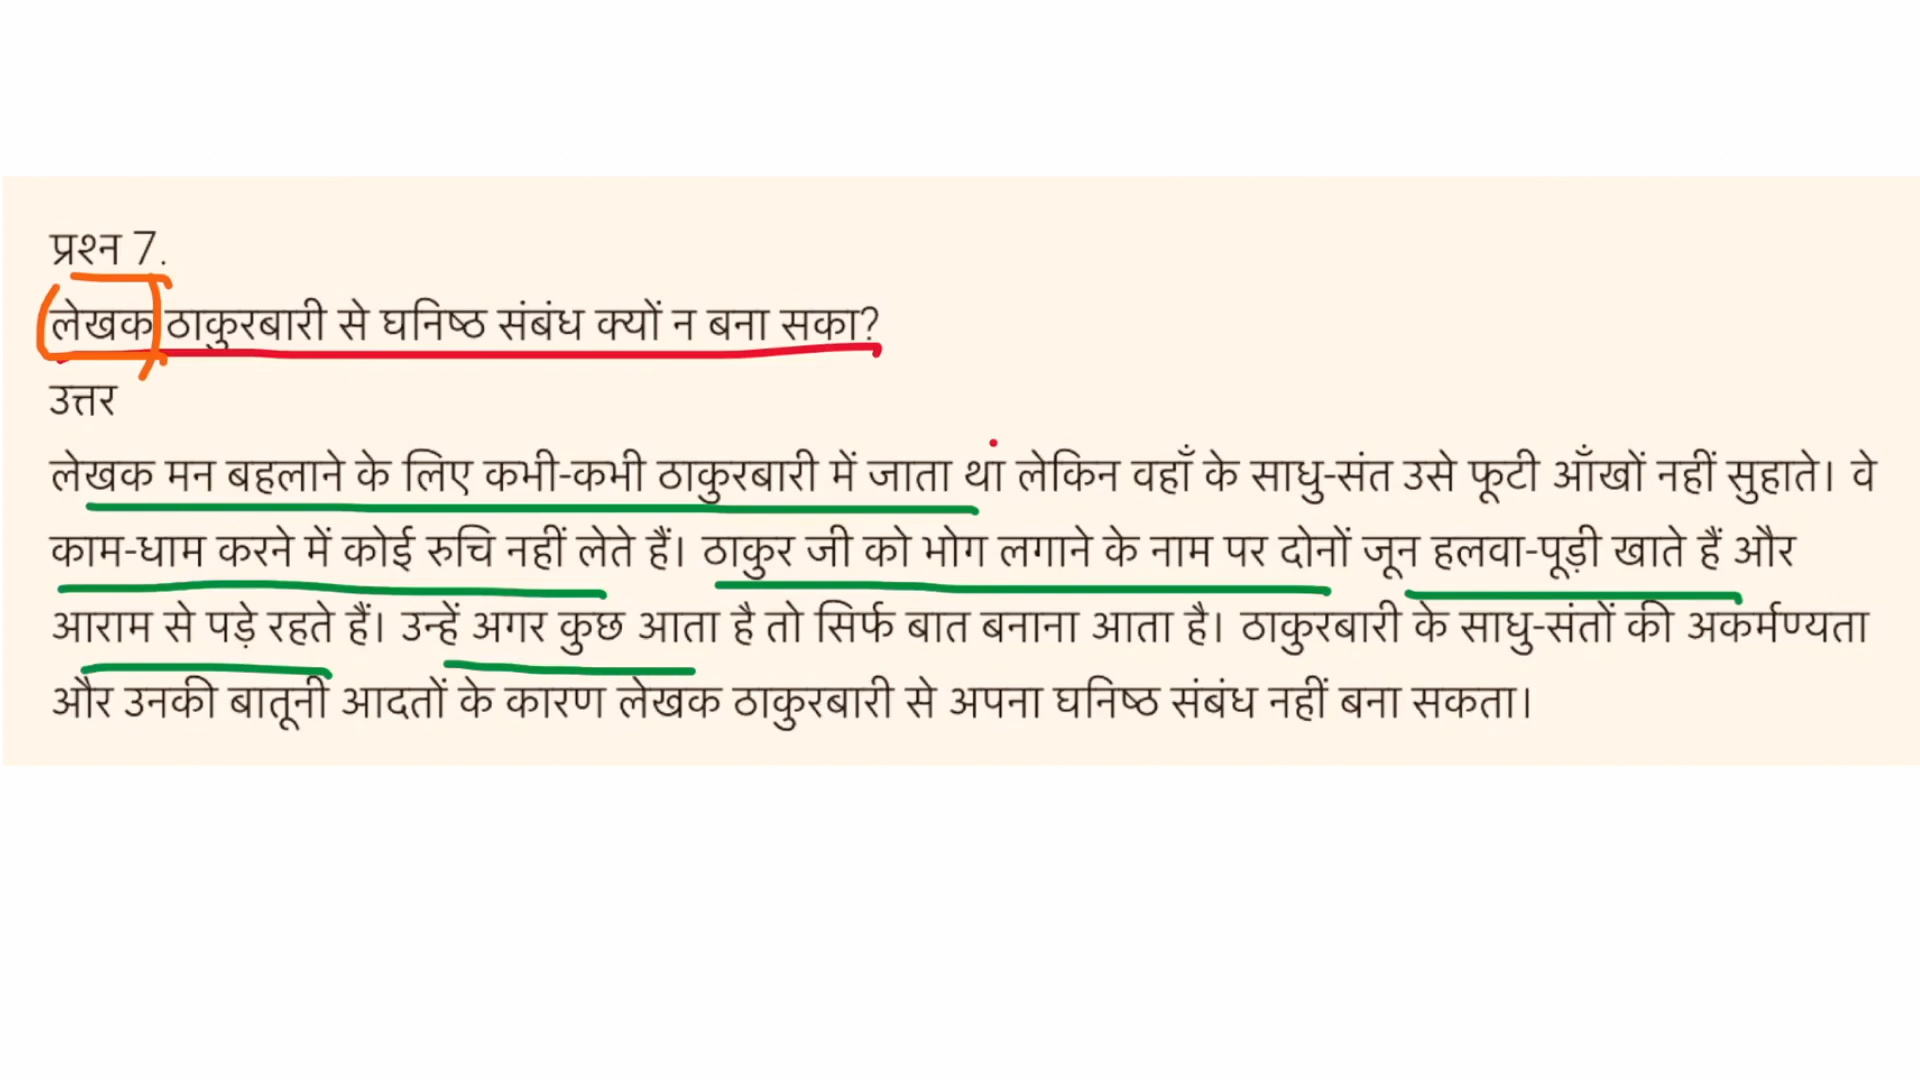 प्रश्न 7.
लेखक ठाकुरबारी से घनिष्ठ संबंध क्यों न बना सका?
उत्तर
लेखक मन बहलाने के लिए कभी-कभी ठाकुरबारी में जाता था लेकिन वहाँ के साधु-संत उसे फूटी आँखों नहीं सुहाते। वे
काम-धाम करने में कोई रुचि नहीं लेते हैं। ठाकुर जी को भोग लगाने के नाम पर दोनों जून हलवा-पूड़ी खाते हैं और
आराम से पड़े रहते हैं। उन्हें अगर कुछ आता है तो सिर्फ बात बनाना आता है। ठाकुरबारी के साधु-संतों की अकर्मण्यता
और उनकी बातूनी आदतों के कारण लेखक ठाकुरबारी से अपना घनिष्ठ संबंध नहीं बना सकता।